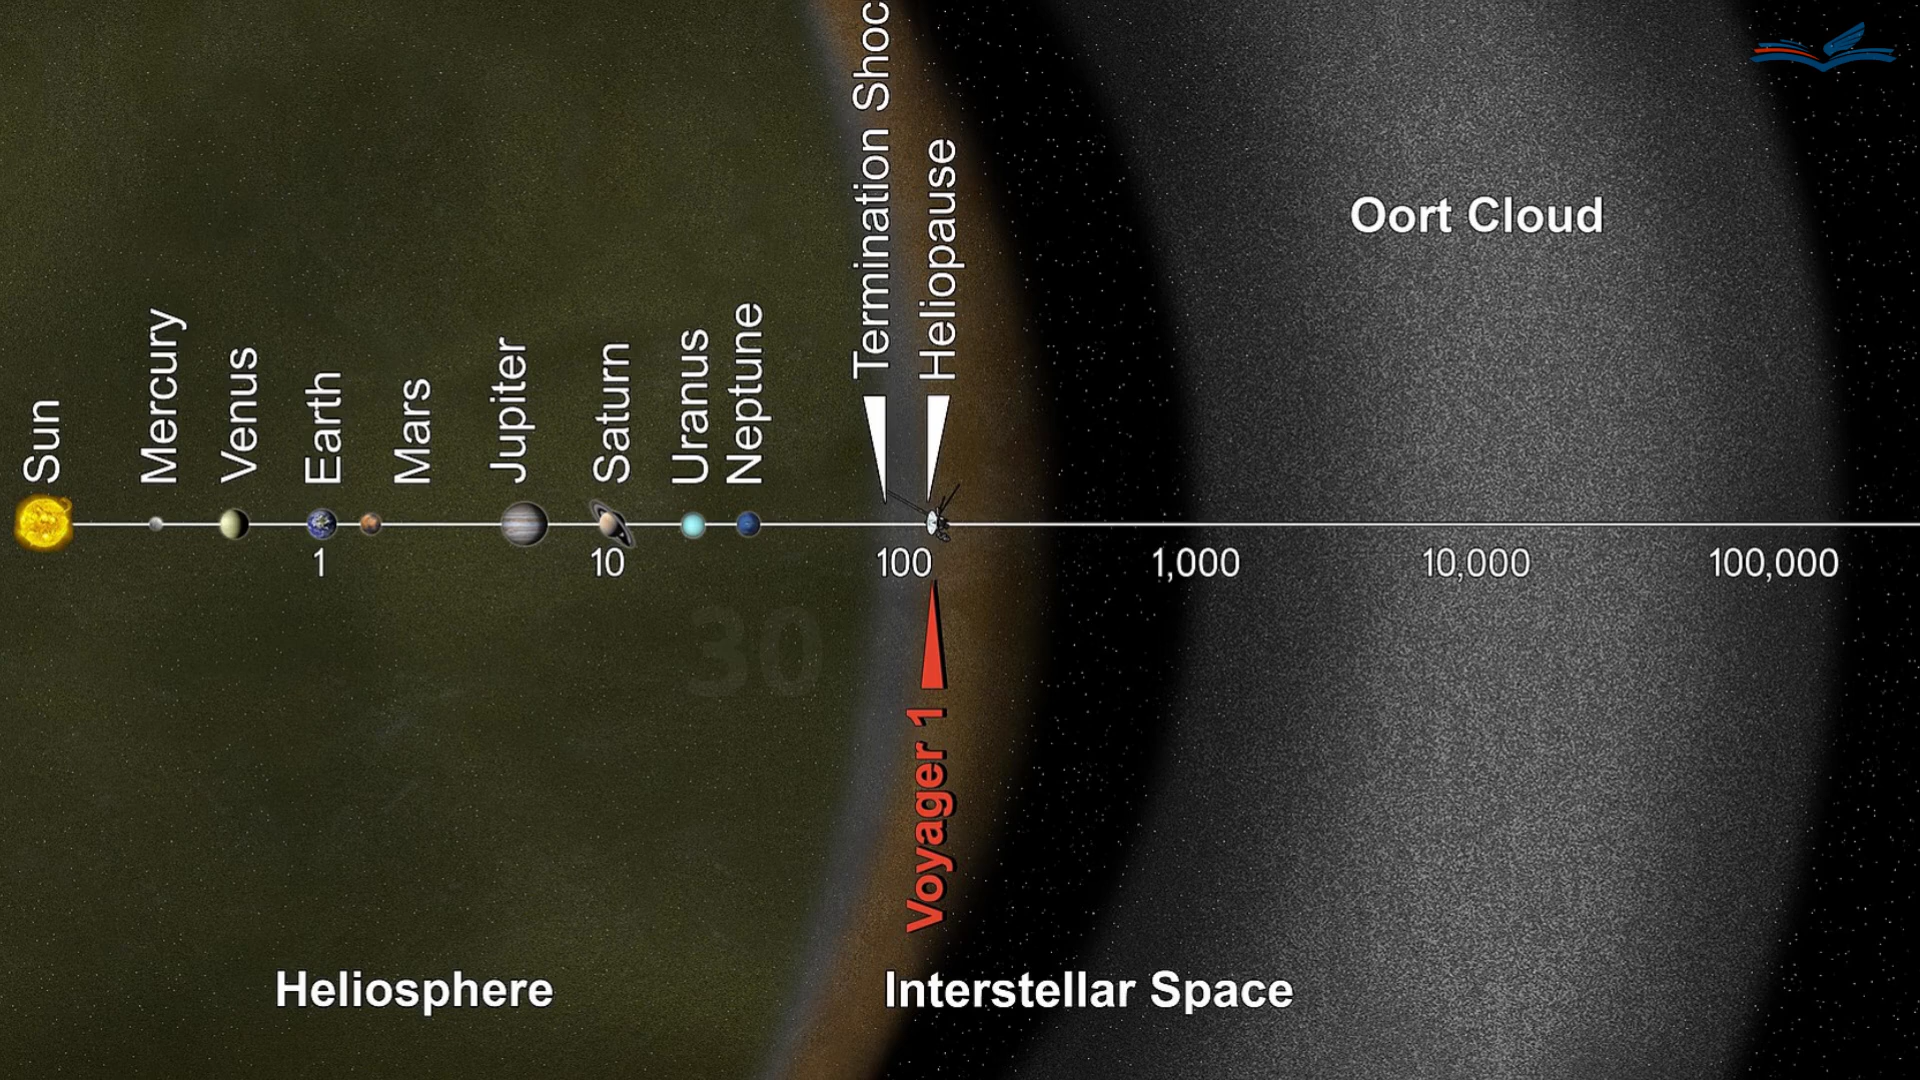 Sun
Mercury
Venus
Earth
Mars
Jupiter
Saturn
Uranus
Neptune
Termination Shoc
Heliopause
Oort Cloud
1
10
100
1,000
10,000
100,000
30
Voyager 1
Heliosphere
Interstellar Space